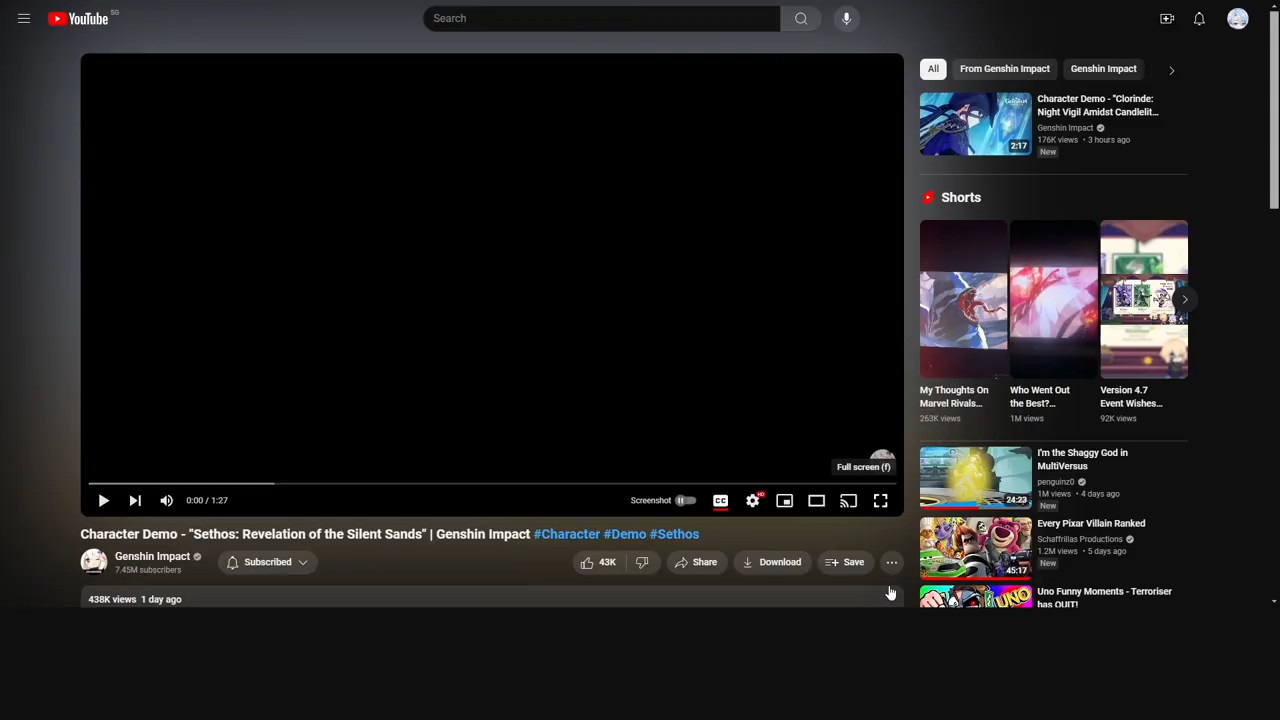 YouTube SG
Search
All
From Genshin Impact
Genshin Impact
Character Demo - "Clorinde:
Night Vigil Amidst Candlelit...
Genshin Impact
176K views • 3 hours ago
New
2:17
Shorts
My Thoughts On
Marvel Rivals...
263K views
Who Went Out
the Best?...
1M views
Version 4.7
Event Wishes...
92K views
Full screen (f)
0:00 / 1:27
Screenshot
CC
HD
Character Demo - "Sethos: Revelation of the Silent Sands" | Genshin Impact #Character #Demo #Sethos
Genshin Impact
7.45M subscribers
Subscribed
43K
Share
Download
Save
438K views 1 day ago
I'm the Shaggy God in
MultiVersus
penguinz0
1M views • 4 days ago
New
24:23
Every Pixar Villain Ranked
Schaffrillas Productions
1.2M views • 5 days ago
New
45:17
Uno Funny Moments - Terroriser
has QUIT!
UNO